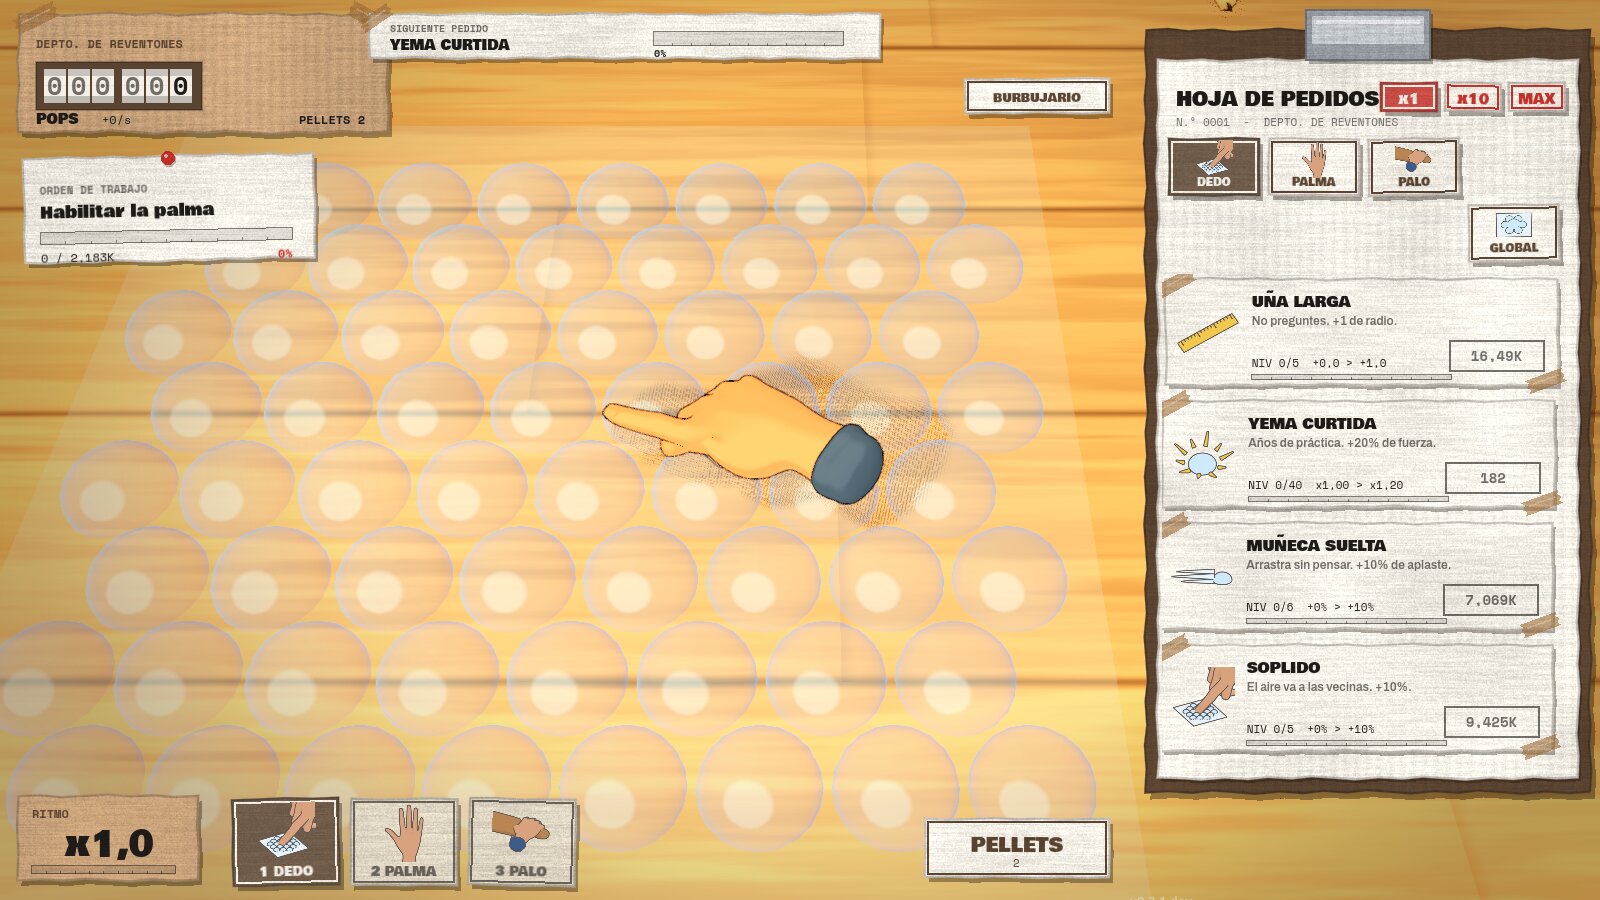 DEPTO. DE REVENTONES
000 000
POPS +0/s PELLETS 2
SIGUIENTE PEDIDO
YEMA CURTIDA
0%
BURBUJARIO
ORDEN DE TRABAJO
Habilitar la palma
0 / 2,183K 0%
HOJA DE PEDIDOS x1 x10 MAX
N.° 0001 - DEPTO. DE REVENTONES
DEDO PALMA PALO
GLOBAL
UÑA LARGA
No preguntes. +1 de radio.
NIV 0/5 +0,0 > +1,0
16,49K
YEMA CURTIDA
Años de práctica. +20% de fuerza.
NIV 0/40 x1,00 > x1,20
182
MUÑECA SUELTA
Arrastra sin pensar. +10% de aplaste.
NIV 0/6 +0% > +10%
7,069K
SOPLIDO
El aire va a las vecinas. +10%.
NIV 0/5 +0% > +10%
9,425K
RITMO
x1,0
1 DEDO 2 PALMA 3 PALO
PELLETS
2